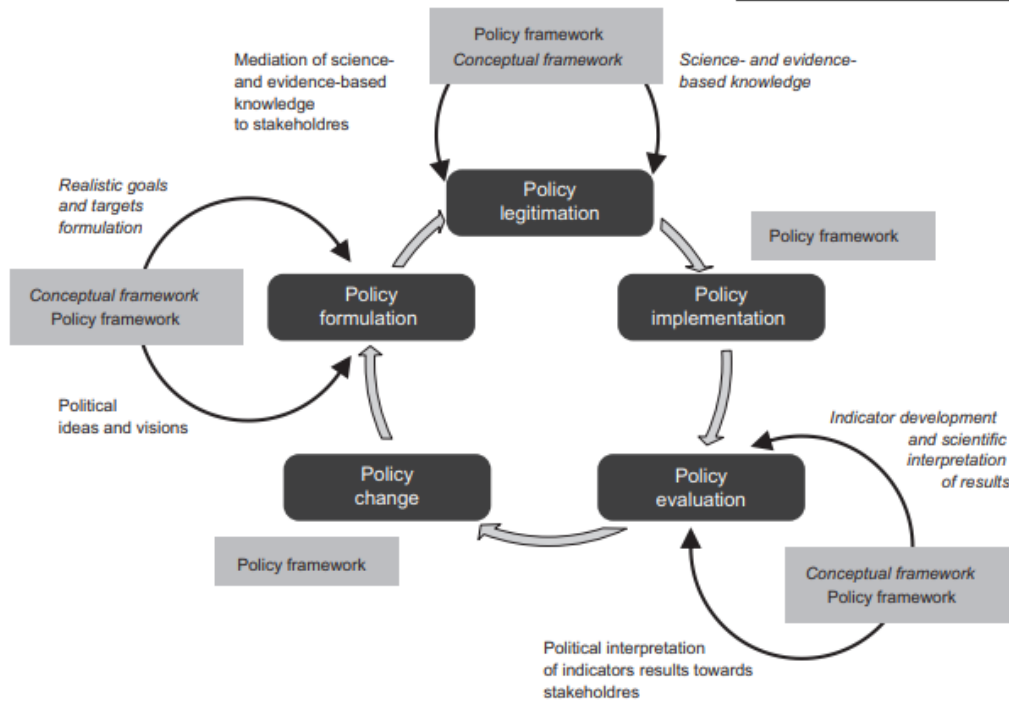 Policy framework
Conceptual framework
Mediation of science-
and evidence-based
knowledge
to stakeholdres
Science- and evidence-
based knowledge
Policy
legitimation
Realistic goals
and targets
formulation
Policy framework
Conceptual framework
Policy framework
Policy
formulation
Policy
implementation
Political
ideas and visions
Indicator development
and scientific
interpretation
of results
Policy
change
Policy
evaluation
Policy framework
Conceptual framework
Policy framework
Political interpretation
of indicators results towards
stakeholdres